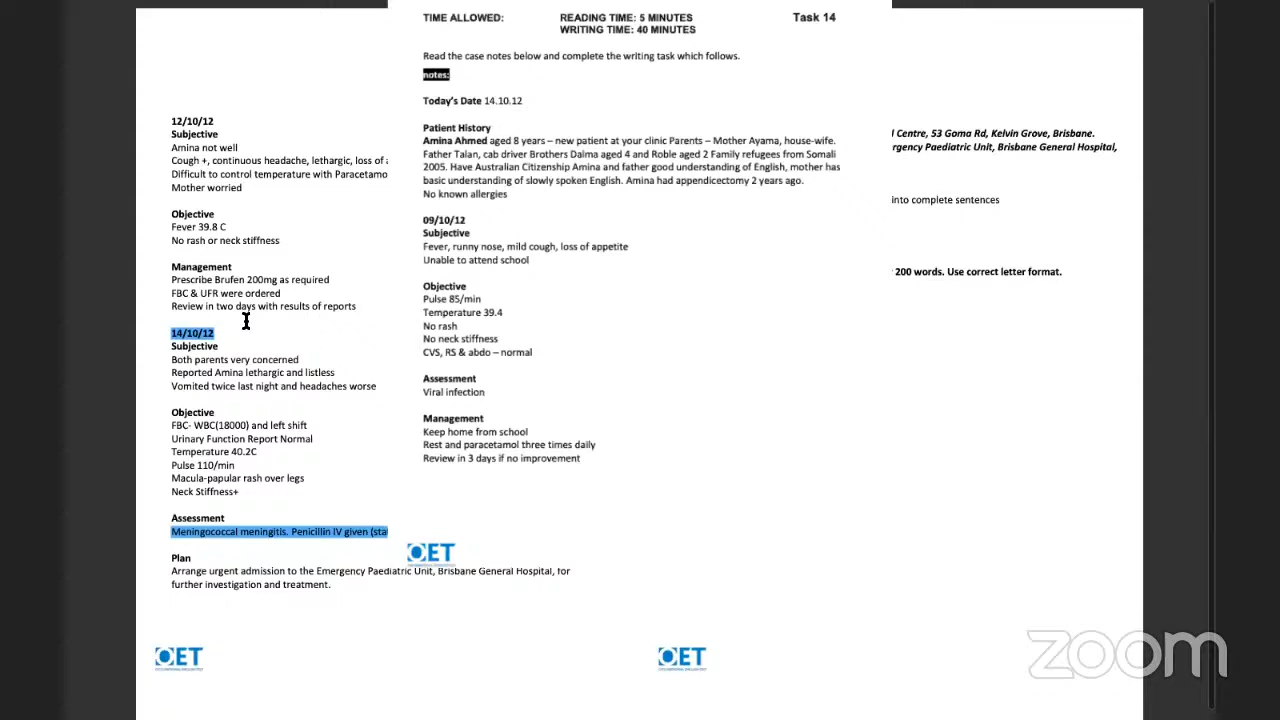 TIME ALLOWED: READING TIME: 5 MINUTES
WRITING TIME: 40 MINUTES
Task 14
Read the case notes below and complete the writing task which follows.
notes:
Today's Date 14.10.12
Patient History
Amina Ahmed aged 8 years – new patient at your clinic Parents – Mother Ayama, house-wife.
Father Talan, cab driver Brothers Dalma aged 4 and Roble aged 2 Family refugees from Somali
2005. Have Australian Citizenship Amina and father good understanding of English, mother has
basic understanding of slowly spoken English. Amina had appendicectomy 2 years ago.
No known allergies
09/10/12
Subjective
Fever, runny nose, mild cough, loss of appetite
Unable to attend school
Objective
Pulse 85/min
Temperature 39.4
No rash
No neck stiffness
CVS, RS & abdo – normal
Assessment
Viral infection
Management
Keep home from school
Rest and paracetamol three times daily
Review in 3 days if no improvement
OET
12/10/12
Subjective
Amina not well
Cough +, continuous headache, lethargic, loss of
Difficult to control temperature with Paracetamo
Mother worried
Objective
Fever 39.8 C
No rash or neck stiffness
Management
Prescribe Brufen 200mg as required
FBC & UFR were ordered
Review in two days with results of reports
14/10/12
Subjective
Both parents very concerned
Reported Amina lethargic and listless
Vomited twice last night and headaches worse
Objective
FBC- WBC(18000) and left shift
Urinary Function Report Normal
Temperature 40.2C
Pulse 110/min
Macula-papular rash over legs
Neck Stiffness+
Assessment
Meningococcal meningitis. Penicillin IV given (sta
Plan
Arrange urgent admission to the Emergency Paediatric Unit, Brisbane General Hospital, for
further investigation and treatment.
OET
l Centre, 53 Goma Rd, Kelvin Grove, Brisbane.
ergency Paediatric Unit, Brisbane General Hospital,
into complete sentences
200 words. Use correct letter format.
OET
zoom